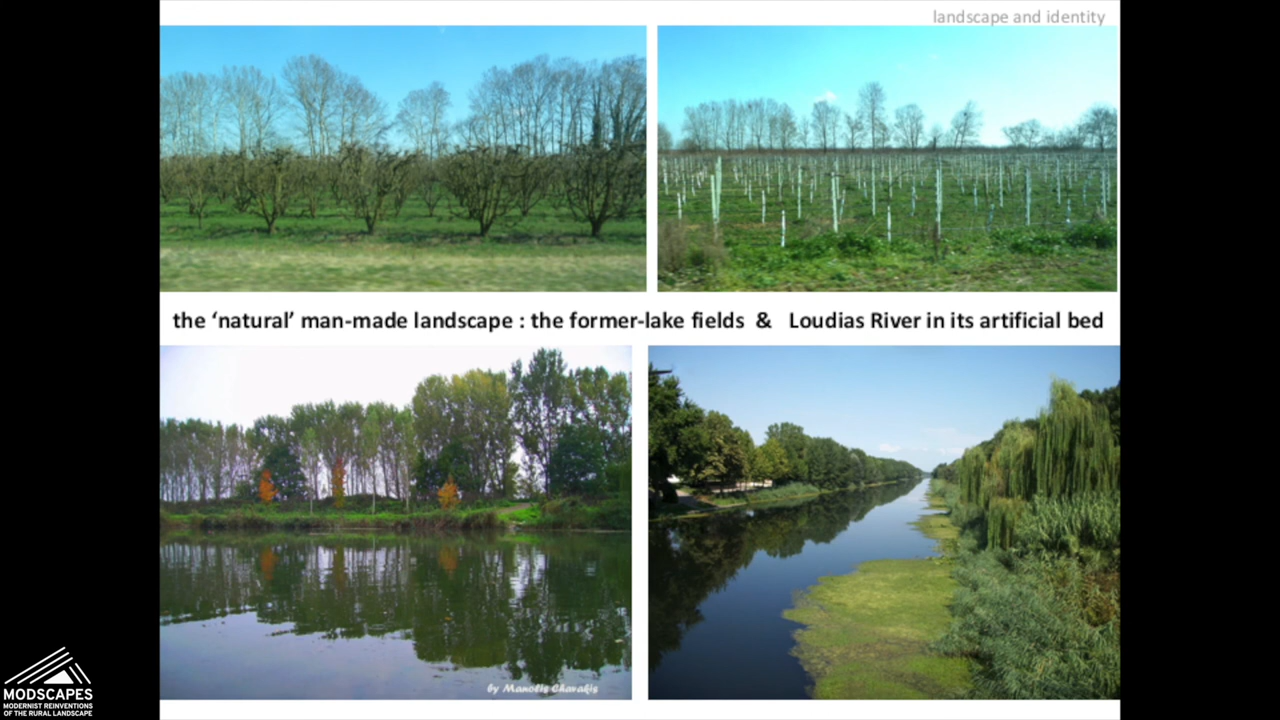 landscape and identity
the ‘natural’ man-made landscape : the former-lake fields & Loudias River in its artificial bed
by Manolis Chavakis
MODSCAPES
MODERNIST REINVENTIONS
OF THE RURAL LANDSCAPE